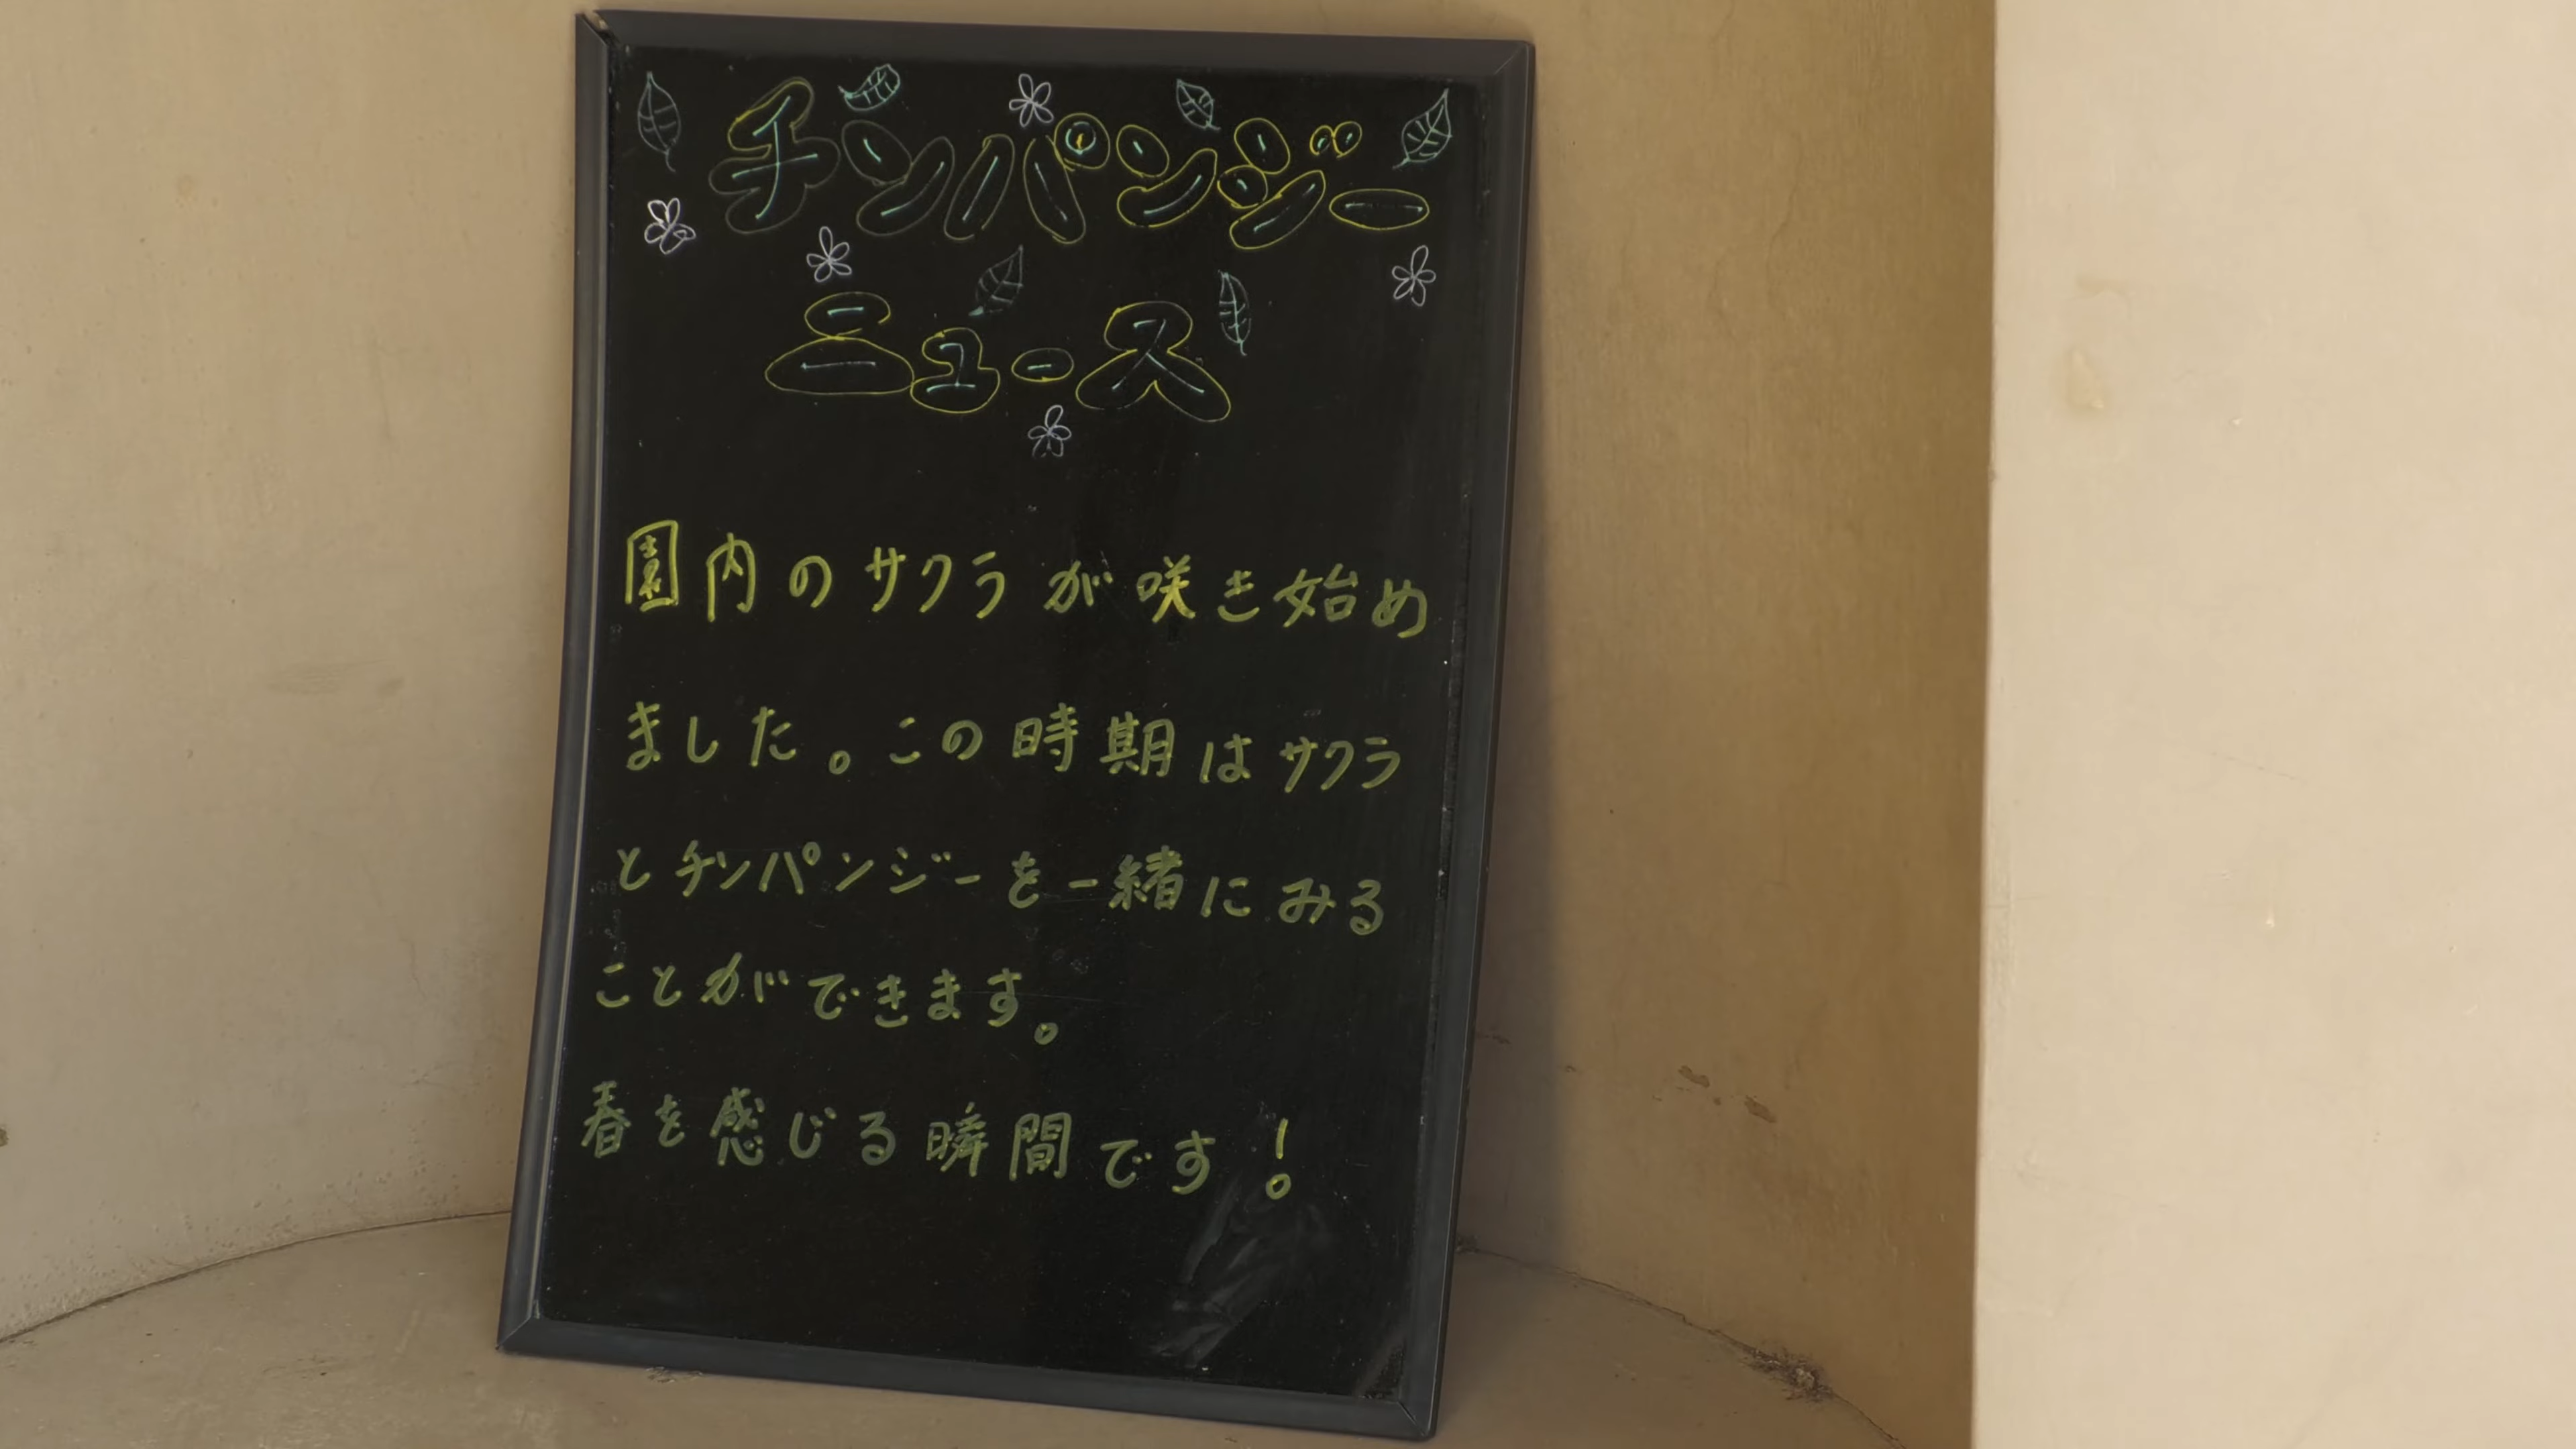 チンパンジー
ニュース
園内のサクラが咲き始め
ました。この時期はサクラ
とチンパンジーを一緒にみる
ことができます。
春を感じる瞬間です!